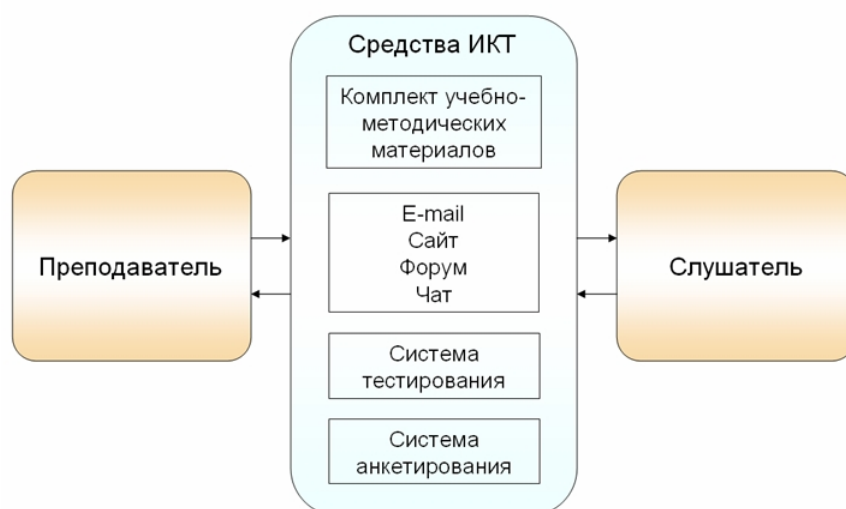 Средства ИКТ
Комплект учебно-
методических
материалов
E-mail
Сайт
Форум
Чат
Преподаватель
Слушатель
Система
тестирования
Система
анкетирования